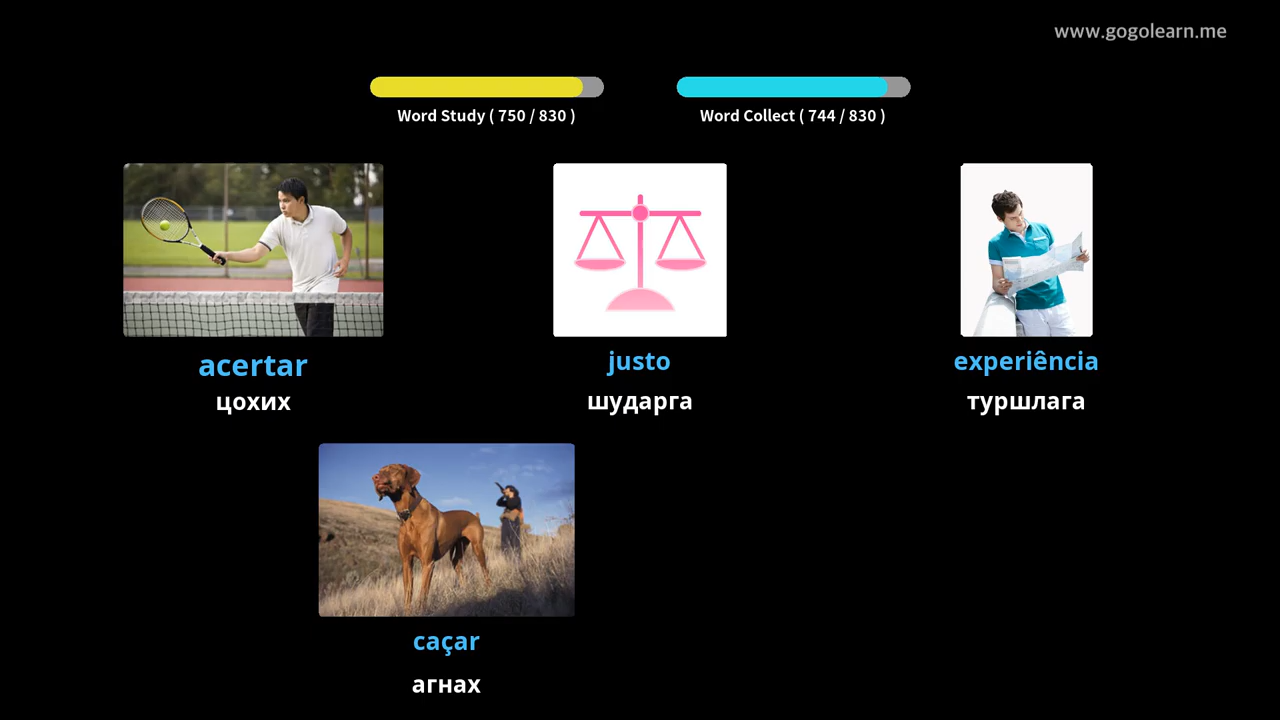 www.gogolearn.me
Word Study ( 750 / 830 )
Word Collect ( 744 / 830 )
acertar
цохих
justo
шударга
experiência
туршлага
caçar
агнах